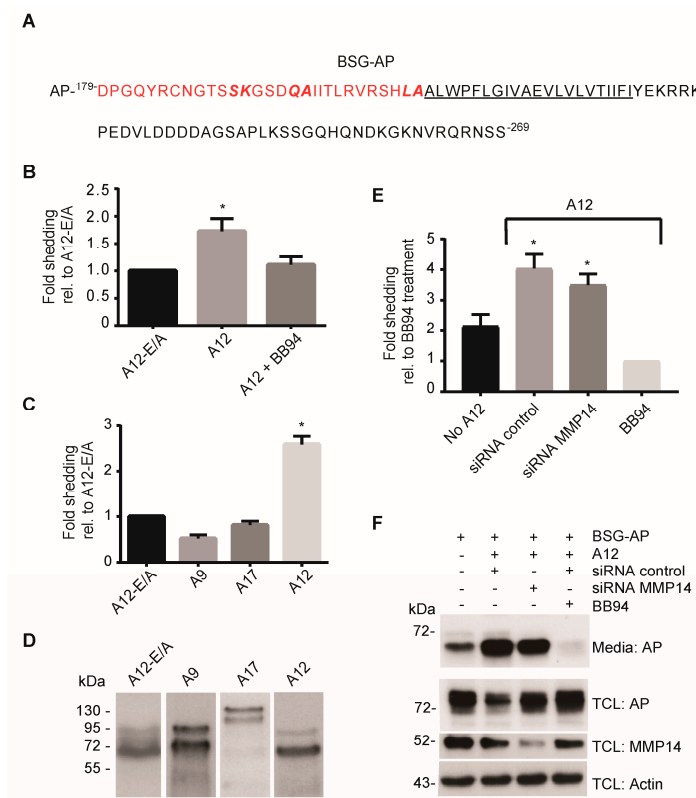 A
BSG-AP
AP-179-DPGQYRCNGTSSKGSDQAIITLRVRSHLAALWPFLGIVAEVLVLVTIIFIYEKRRK
PEDVLDDDDAGSAPLKSSGQHQNDKGKNVRQRNSS-269
B
Fold shedding
rel. to A12-E/A
2.5
2.0
1.5
1.0
0.5
0
A12-E/A
A12
A12 + BB94
*
C
Fold shedding
rel. to A12-E/A
3
2
1
0
A12-E/A
A9
A17
A12
*
D
A12-E/A
A9
A17
A12
kDa
130 -
95 -
72 -
55 -
E
A12
Fold shedding
rel. to BB94 treatment
5
4
3
2
1
0
* *
No A12
siRNA control
siRNA MMP14
BB94
F
+ + + + BSG-AP
- + + + A12
- + - + siRNA control
- - + - siRNA MMP14
- - - + BB94
kDa
72-
Media: AP
72-
TCL: AP
52-
TCL: MMP14
43-
TCL: Actin